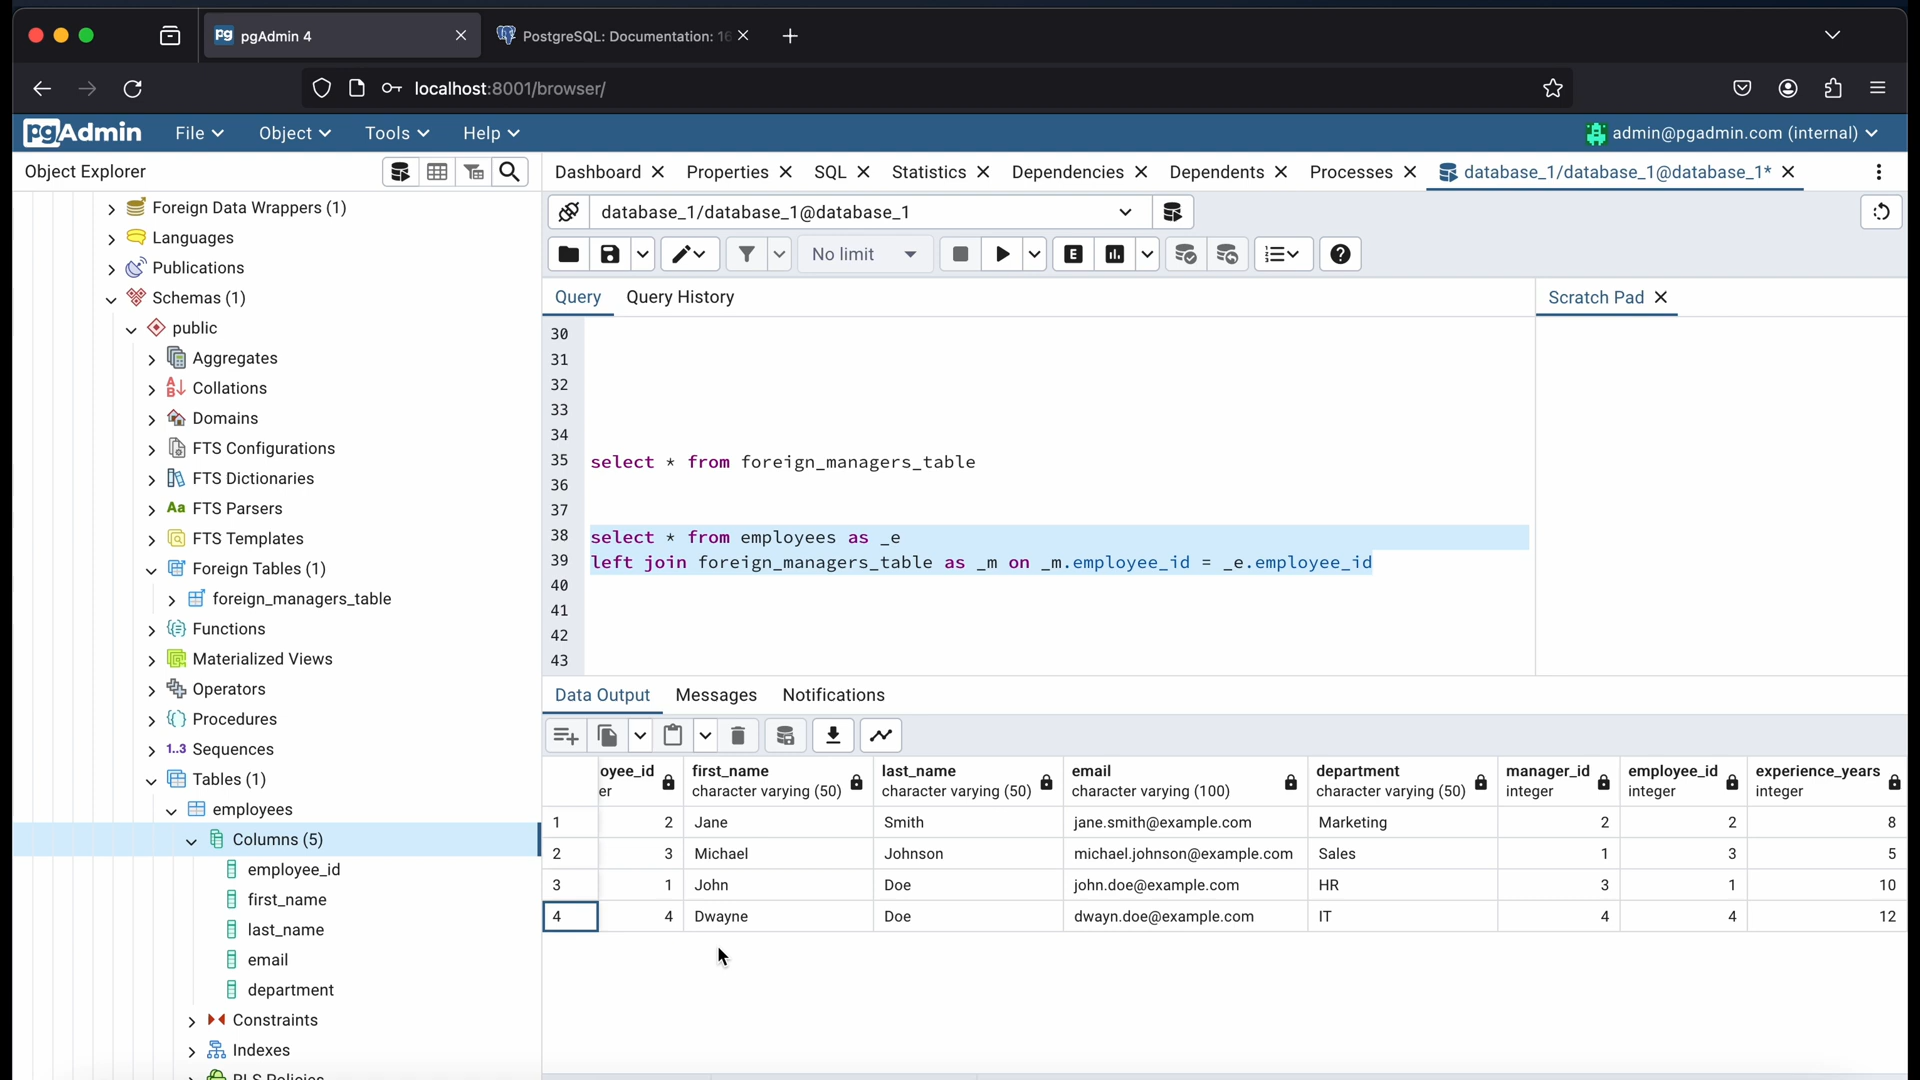 pgAdmin 4
PostgreSQL: Documentation: 16
localhost:8001/browser/
pgAdmin File Object Tools Help admin@pgadmin.com (internal)
Object Explorer
Dashboard Properties SQL Statistics Dependencies Dependents Processes database_1/database_1@database_1*
Foreign Data Wrappers (1)
Languages
Publications
Schemas (1)
public
Aggregates
Collations
Domains
FTS Configurations
FTS Dictionaries
Aa FTS Parsers
FTS Templates
Foreign Tables (1)
foreign_managers_table
Functions
Materialized Views
Operators
Procedures
1..3 Sequences
Tables (1)
employees
Columns (5)
employee_id
first_name
last_name
email
department
Constraints
Indexes
RLS Policies
database_1/database_1@database_1
No limit
E
Query Query History
Scratch Pad
30
31
32
33
34
35 select * from foreign_managers_table
36
37
38 select * from employees as _e
39 left join foreign_managers_table as _m on _m.employee_id = _e.employee_id
40
41
42
43
Data Output Messages Notifications
oyee_id first_name last_name email department manager_id employee_id experience_years
er character varying (50) character varying (50) character varying (100) character varying (50) integer integer integer
1 2 Jane Smith jane.smith@example.com Marketing 2 2 8
2 3 Michael Johnson michael.johnson@example.com Sales 1 3 5
3 1 John Doe john.doe@example.com HR 3 1 10
4 4 Dwayne Doe dwayn.doe@example.com IT 4 4 12